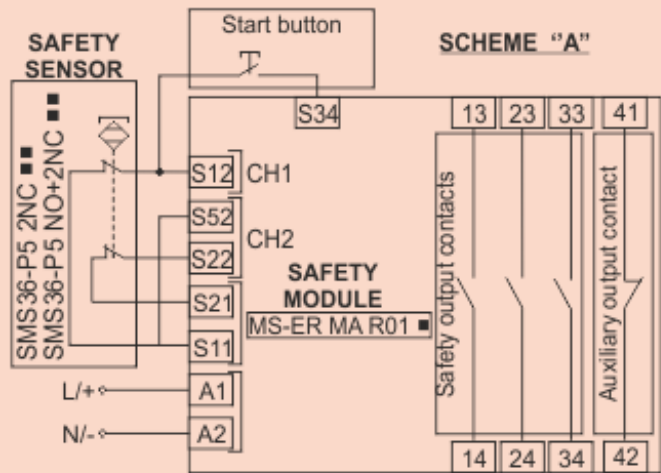 Start button
SAFETY
SENSOR
SCHEME "A"
SMS36-P5 2NC ■■
SMS36-P5 NO+2NC ■■
S34
13
23
33
41
S12
CH1
S52
CH2
S22
SAFETY
MODULE
S21
MS-ER MA R01 ■
S11
Safety output contacts
Auxiliary output contact
L/+
A1
N/-
A2
14
24
34
42